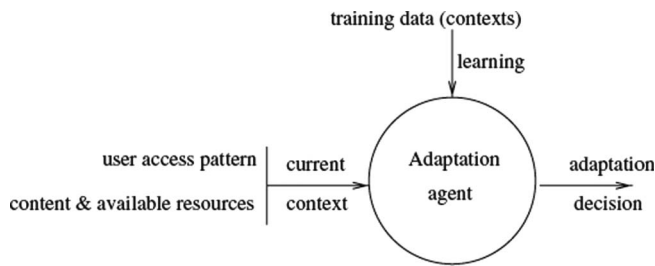 training data (contexts)
learning
user access pattern
content & available resources
current
context
Adaptation
agent
adaptation
decision